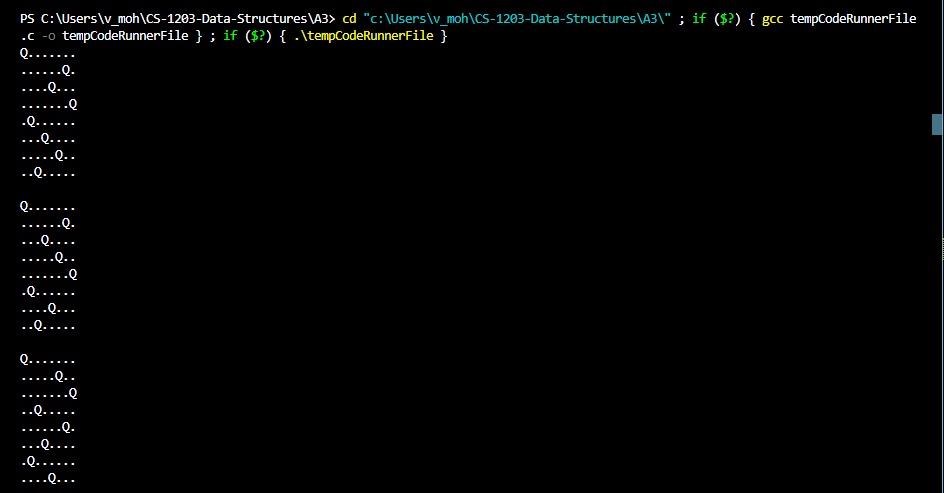 PS C:\Users\v_moh\CS-1203-Data-Structures\A3> cd "c:\Users\v_moh\CS-1203-Data-Structures\A3\" ; if ($?) { gcc tempCodeRunnerFile
.c -o tempCodeRunnerFile } ; if ($?) { .\tempCodeRunnerFile }
Q.......
......Q.
....Q...
.......Q
.Q......
...Q....
.....Q..
..Q.....

Q.......
......Q.
...Q....
.....Q..
.......Q
.Q......
....Q...
..Q.....

Q.......
.....Q..
.......Q
..Q.....
......Q.
...Q....
.Q......
....Q...